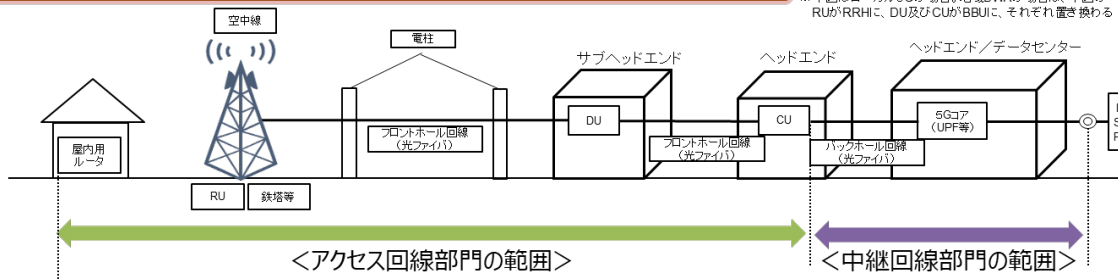 RUがRRHに、DU及びCUがBBUに、それぞれ置き換わる
空中線
電柱
サブヘッドエンド
ヘッドエンド
ヘッドエンド／データセンター
DU
CU
5Gコア
（UPF等）
屋内用
ルータ
フロントホール回線
（光ファイバ）
フロントホール回線
（光ファイバ）
バックホール回線
（光ファイバ）
RU
鉄塔等
＜アクセス回線部門の範囲＞
＜中継回線部門の範囲＞